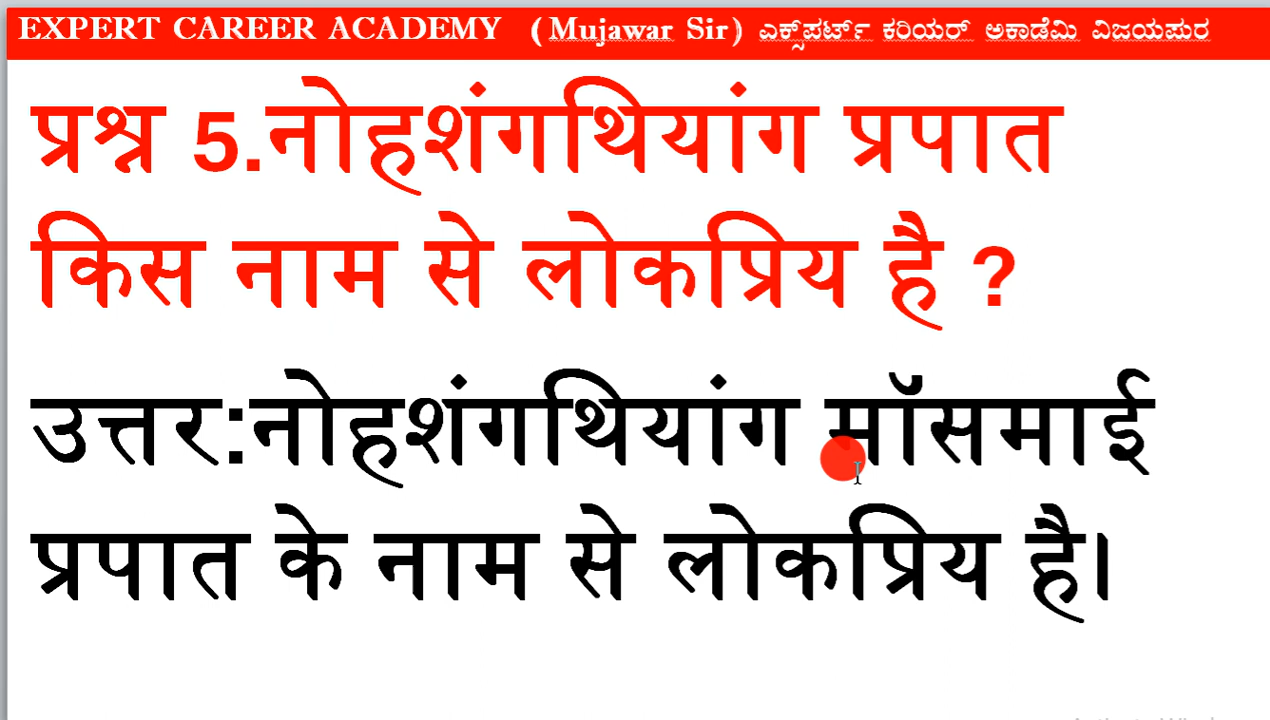 EXPERT CAREER ACADEMY (Mujawar Sir) ಎಕ್ಸ್‌ಪರ್ಟ್ ಕರಿಯರ್ ಅಕಾಡೆಮಿ ವಿಜಯಪುರ
प्रश्न 5.नोहशंगथियांग प्रपात
किस नाम से लोकप्रिय है ?
उत्तर:नोहशंगथियांग मॉसमाई
प्रपात के नाम से लोकप्रिय है।